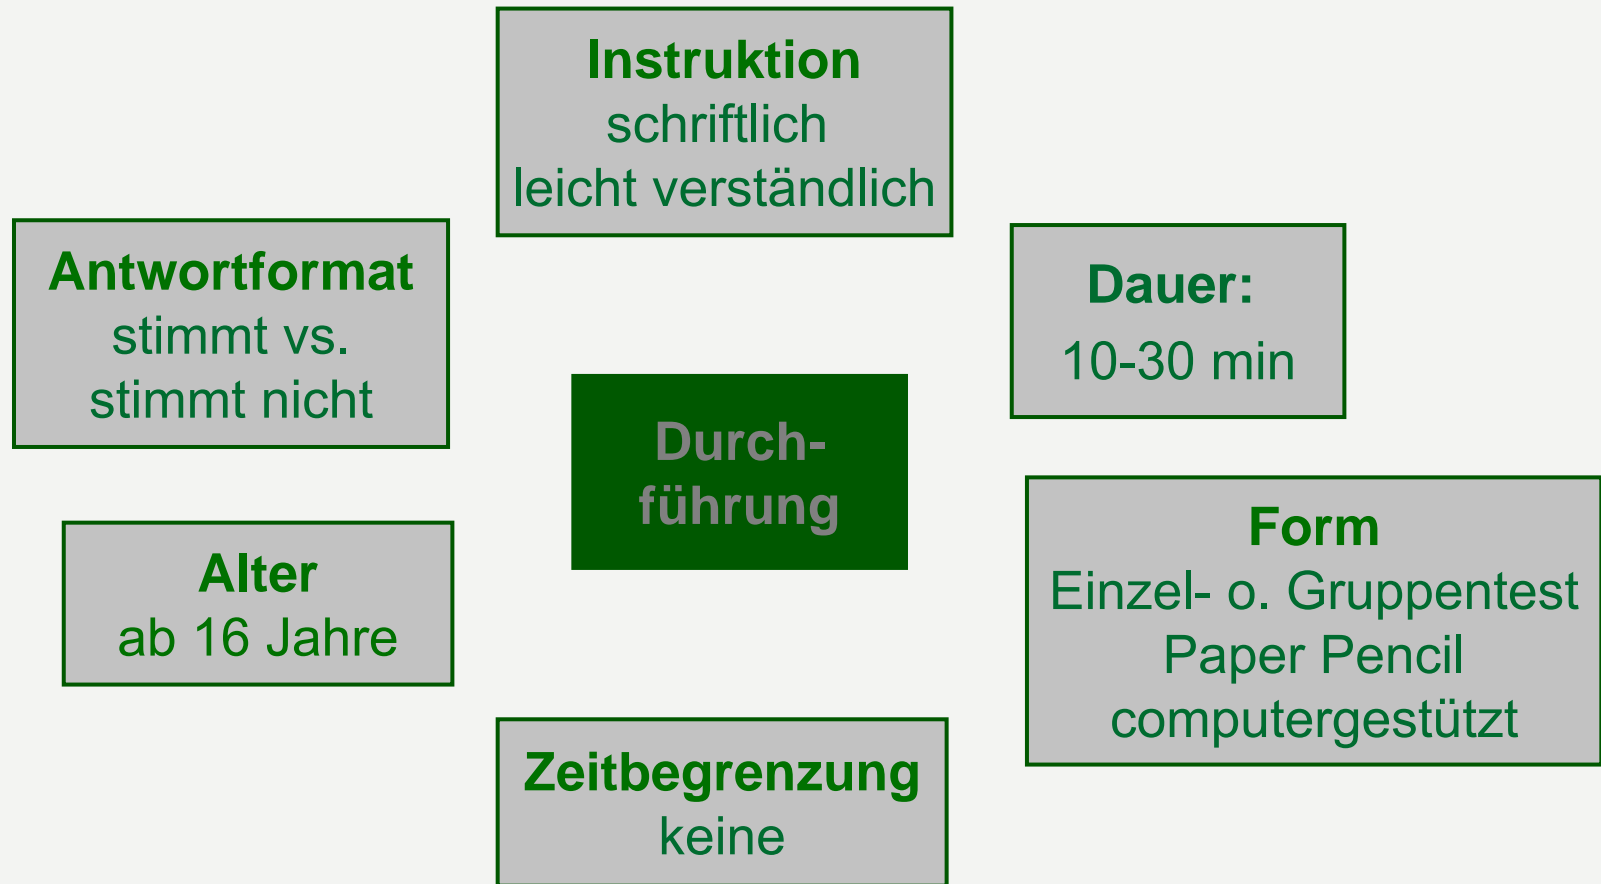 Instruktion
schriftlich
leicht verständlich
Antwortformat
stimmt vs.
stimmt nicht
Dauer:
10-30 min
Durch-
führung
Alter
ab 16 Jahre
Form
Einzel- o. Gruppentest
Paper Pencil
computergestützt
Zeitbegrenzung
keine